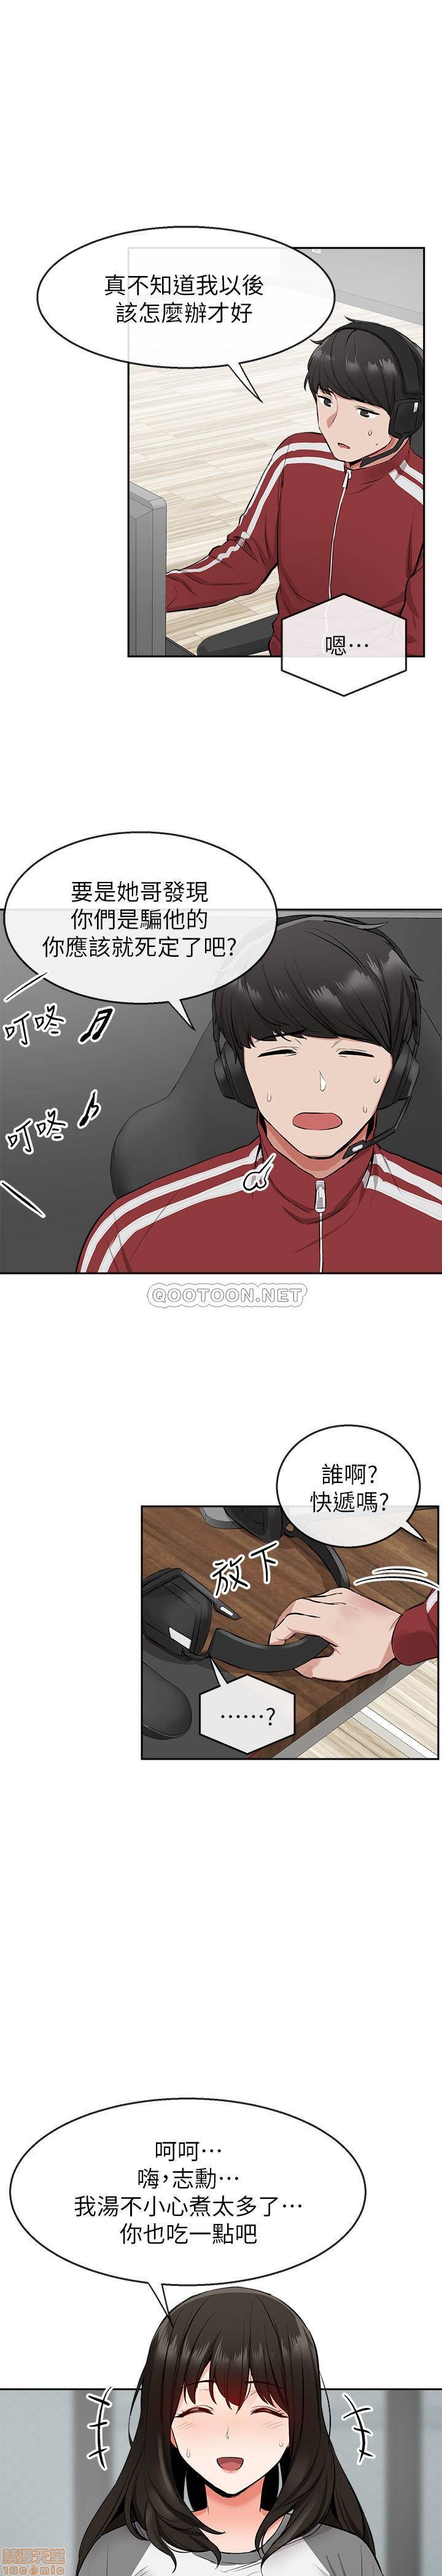 真不知道我以後
該怎麼辦才好
嗯⋯
要是她哥發現
你們是騙他的
你應該就死定了吧?
叮咚
叮咚
QOOTOON.NET
誰啊?
快遞嗎?
放下
⋯⋯?
呵呵⋯
嗨,志勳⋯
我湯不小心煮太多了⋯
你也吃一點吧